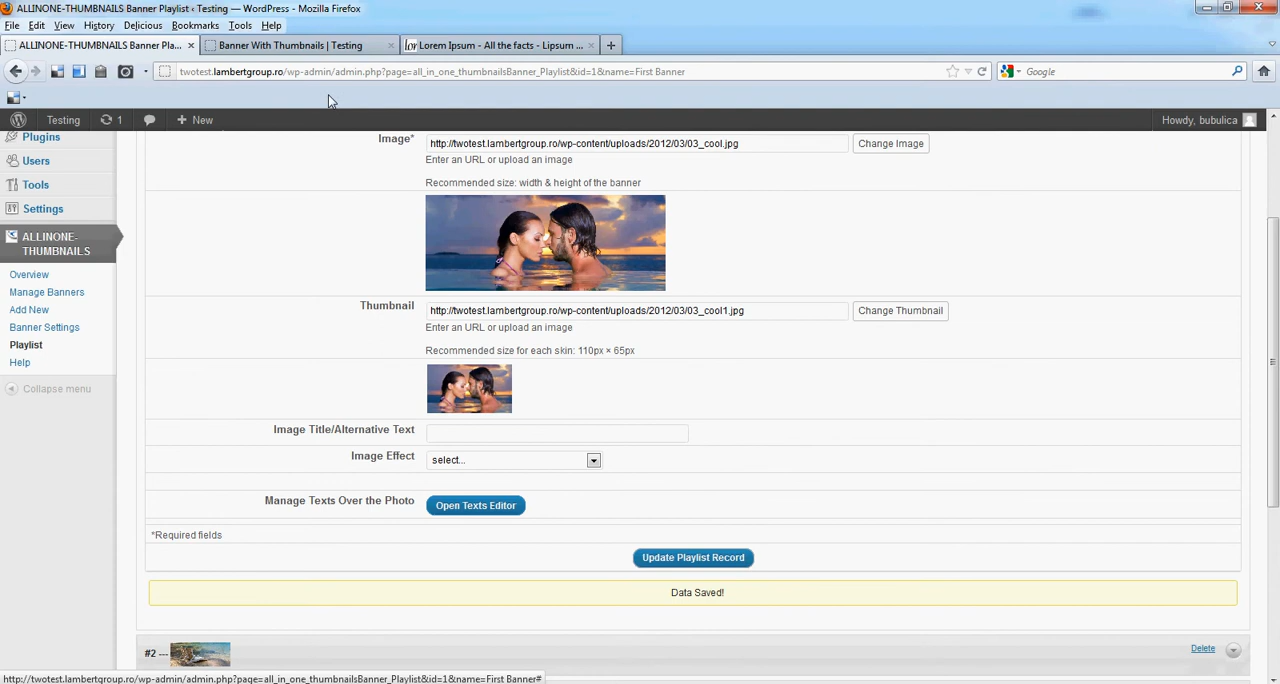 ALLINONE-THUMBNAILS Banner Playlist ‹ Testing — WordPress - Mozilla Firefox
File Edit View History Delicious Bookmarks Tools Help
ALLINONE-THUMBNAILS Banner Pla... × Banner With Thumbnails | Testing × Lorem Ipsum - All the facts - Lipsum ... × +
twotest.lambertgroup.ro/wp-admin/admin.php?page=all_in_one_thumbnailsBanner_Playlist&id=1&name=First Banner
Google
Testing 1 + New Howdy, bubulica
Plugins
Users
Tools
Settings
ALLINONE-
THUMBNAILS
Overview
Manage Banners
Add New
Banner Settings
Playlist
Help
Collapse menu
Image* http://twotest.lambertgroup.ro/wp-content/uploads/2012/03/03_cool.jpg Change Image
Enter an URL or upload an image
Recommended size: width & height of the banner
Thumbnail http://twotest.lambertgroup.ro/wp-content/uploads/2012/03/03_cool1.jpg Change Thumbnail
Enter an URL or upload an image
Recommended size for each skin: 110px × 65px
Image Title/Alternative Text
Image Effect select...
Manage Texts Over the Photo Open Texts Editor
*Required fields
Update Playlist Record
Data Saved!
#2 --- Delete
http://twotest.lambertgroup.ro/wp-admin/admin.php?page=all_in_one_thumbnailsBanner_Playlist&id=1&name=First Banner#